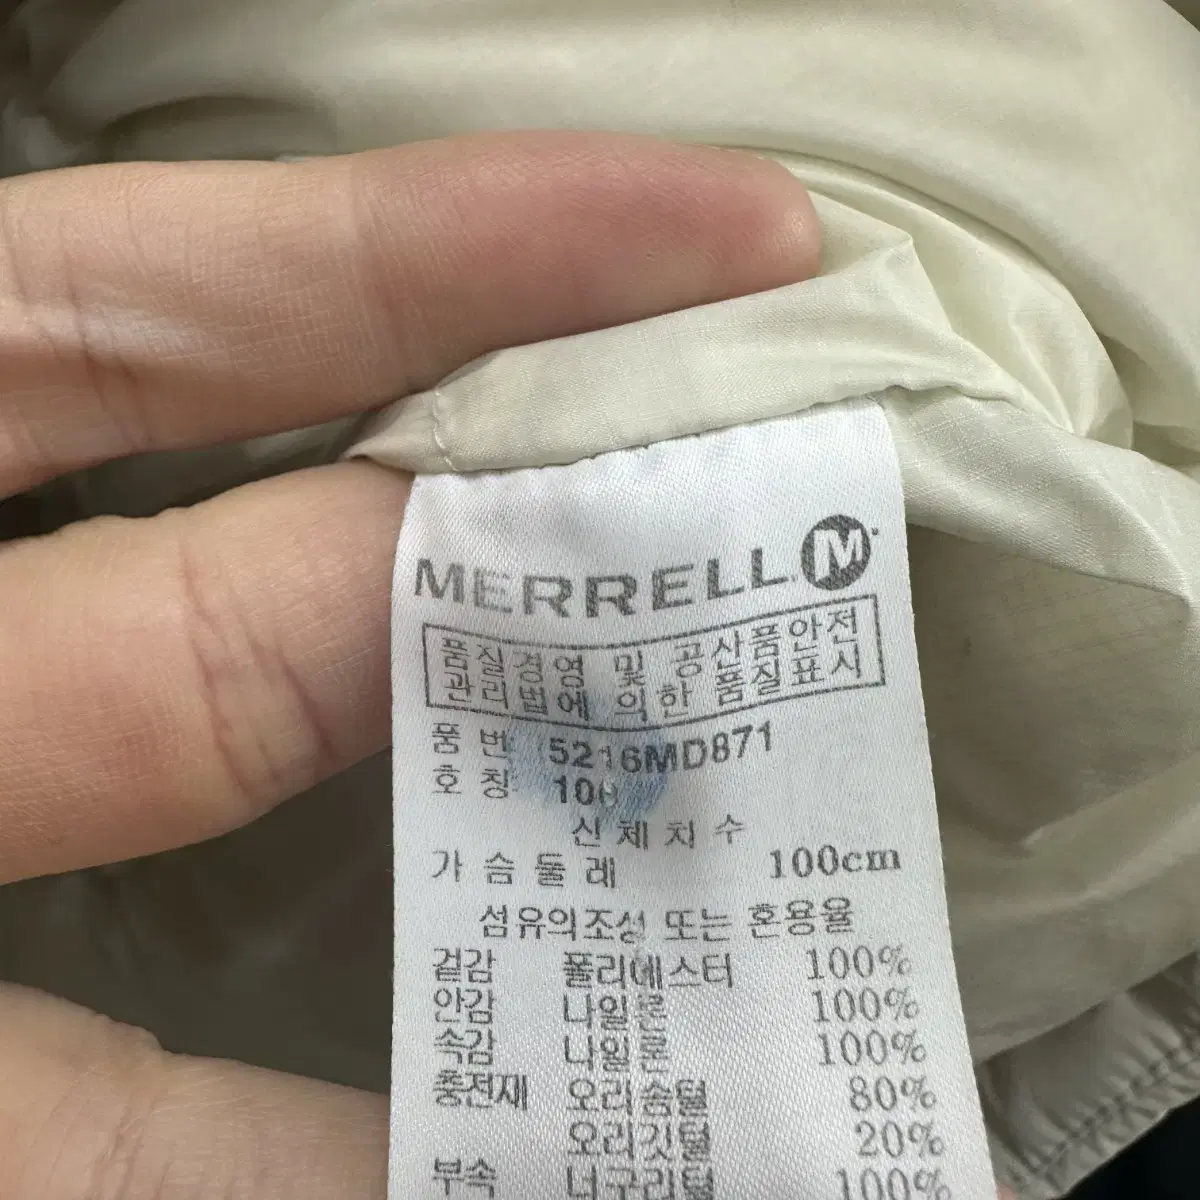 MERRELL M
품질경영 및 공산품안전
관리법에 의한 품질표시
품 번 5216MD871
호 칭 100
신체치수
가슴둘레 100cm
섬유의조성 또는 혼용율
겉감 폴리에스터 100%
안감 나일론 100%
속감 나일론 100%
충전재 오리솜털 80%
오리깃털 20%
부속 너구리털 100%